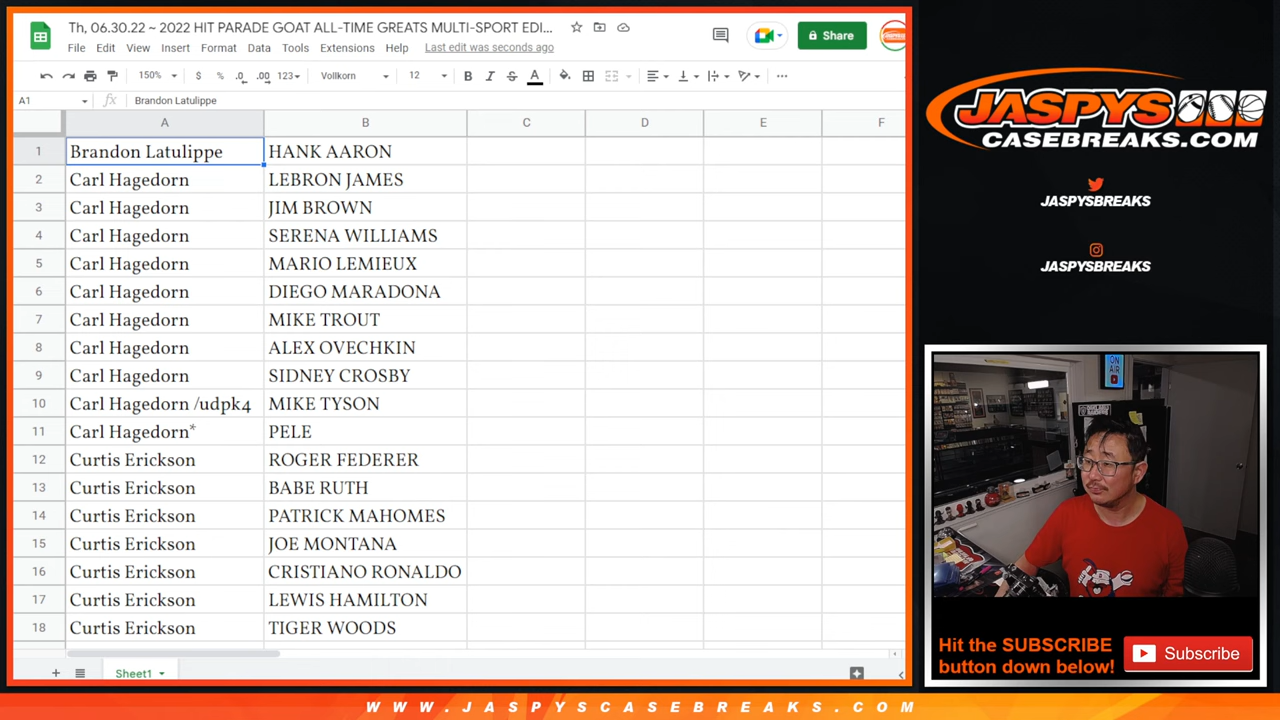 Th, 06.30.22 ~ 2022 HIT PARADE GOAT ALL-TIME GREATS MULTI-SPORT EDI...
File Edit View Insert Format Data Tools Extensions Help Last edit was seconds ago
Share
150% $ % .0 .00 123 Vollkorn 12 B I S A
A1 fx Brandon Latulippe
A B C D E F
1 Brandon Latulippe HANK AARON
2 Carl Hagedorn LEBRON JAMES
3 Carl Hagedorn JIM BROWN
4 Carl Hagedorn SERENA WILLIAMS
5 Carl Hagedorn MARIO LEMIEUX
6 Carl Hagedorn DIEGO MARADONA
7 Carl Hagedorn MIKE TROUT
8 Carl Hagedorn ALEX OVECHKIN
9 Carl Hagedorn SIDNEY CROSBY
10 Carl Hagedorn /udpk4 MIKE TYSON
11 Carl Hagedorn* PELE
12 Curtis Erickson ROGER FEDERER
13 Curtis Erickson BABE RUTH
14 Curtis Erickson PATRICK MAHOMES
15 Curtis Erickson JOE MONTANA
16 Curtis Erickson CRISTIANO RONALDO
17 Curtis Erickson LEWIS HAMILTON
18 Curtis Erickson TIGER WOODS
Sheet1
JASPYS
CASEBREAKS.COM
JASPYSBREAKS
JASPYSBREAKS
ON AIR
Hit the SUBSCRIBE
button down below!
Subscribe
WWW.JASPYSCASEBREAKS.COM